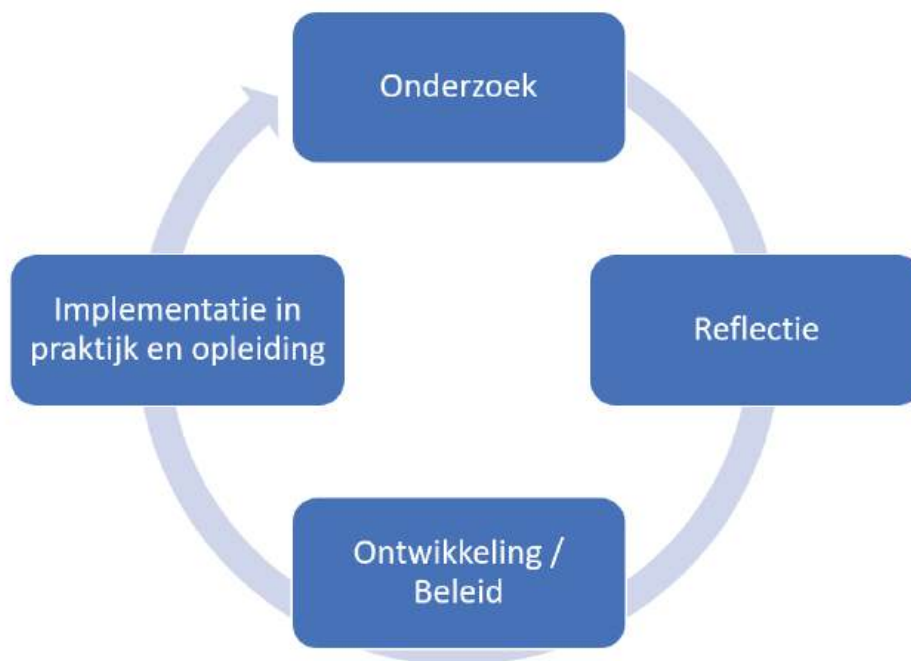 Onderzoek
Reflectie
Ontwikkeling /
Beleid
Implementatie in
praktijk en opleiding